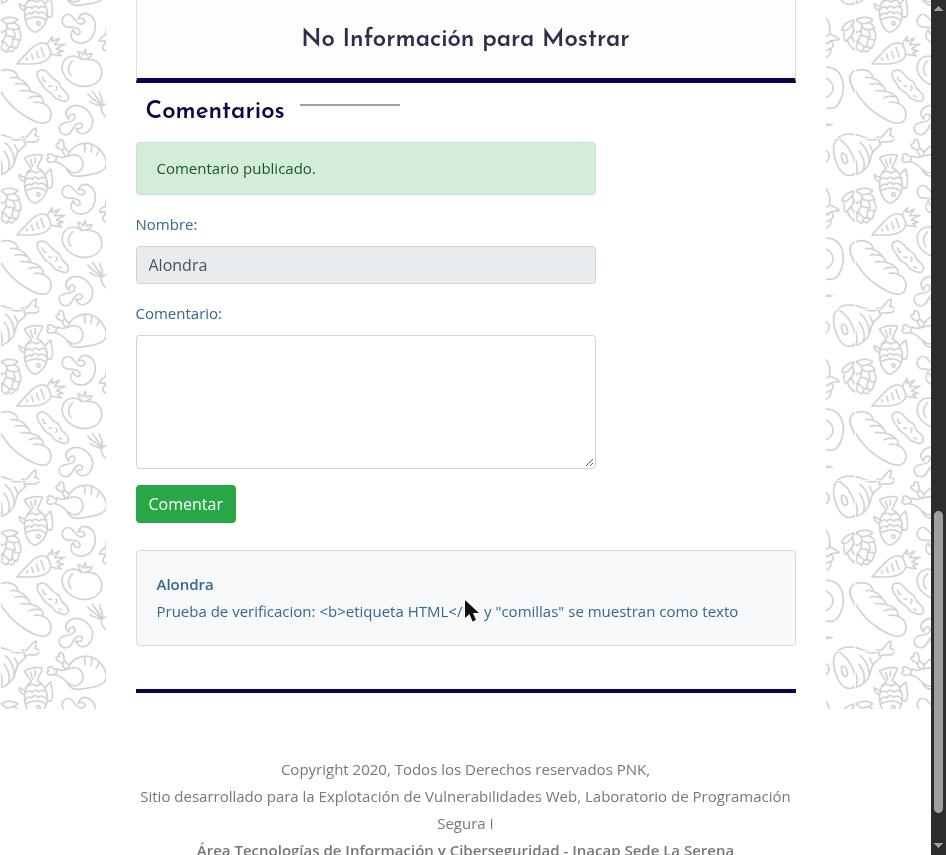 No Información para Mostrar
Comentarios
Comentario publicado.
Nombre:
Alondra
Comentario:
Comentar
Alondra
Prueba de verificacion: <b>etiqueta HTML</ y "comillas" se muestran como texto
Copyright 2020, Todos los Derechos reservados PNK,
Sitio desarrollado para la Explotación de Vulnerabilidades Web, Laboratorio de Programación
Segura I
Área Tecnologías de Información y Ciberseguridad - Inacap Sede La Serena